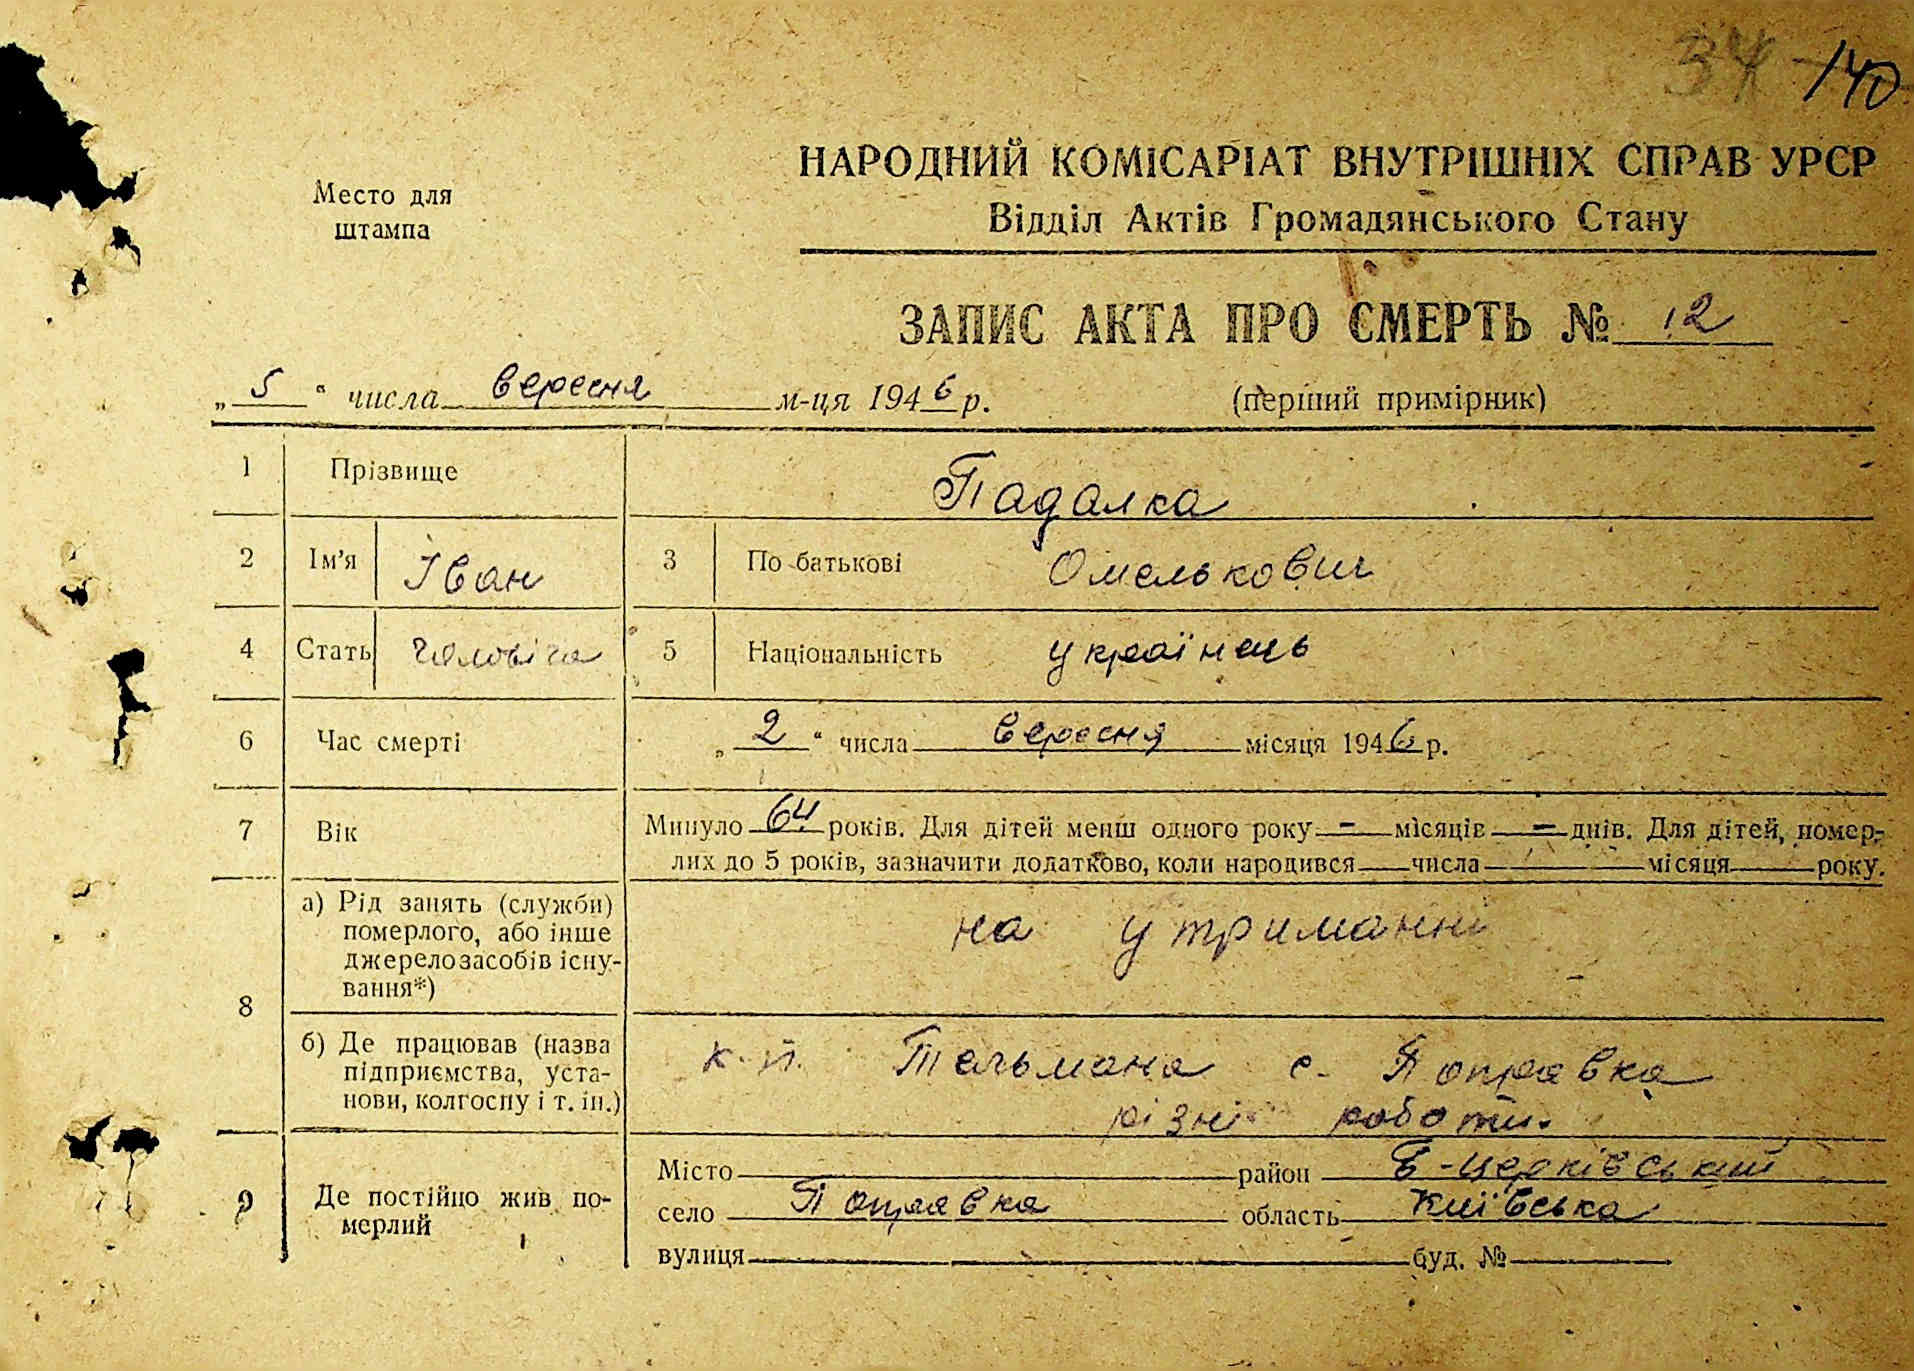 34 140
Место для
штампа
НАРОДНИЙ КОМІСАРІАТ ВНУТРІШНІХ СПРАВ УРСР
Відділ Актів Громадянського Стану
ЗАПИС АКТА ПРО СМЕРТЬ № 12
„ 5 “ числа вересня м-ця 1946 р. (перший примірник)
1 Прізвище Падалка
2 Ім'я Іван 3 По батькові Омелькович
4 Стать чоловіча 5 Національність українець
6 Час смерті „ 2 “ числа вересня місяця 1946 р.
7 Вік Минуло 64 років. Для дітей менш одного року — місяців — днів. Для дітей, помер-
лих до 5 років, зазначити додатково, коли народився числа місяця року.
8 а) Рід занять (служби)
померлого, або інше
джерело засобів існу-
вання*) на утриманні
б) Де працював (назва
підприємства, уста-
нови, колгоспу і т. ін.) Тельмана с. Поправка
різні роботи.
9 Де постійно жив по-
мерлий
Місто район Б-церківський
село Поправка область Київська
вулиця буд. №